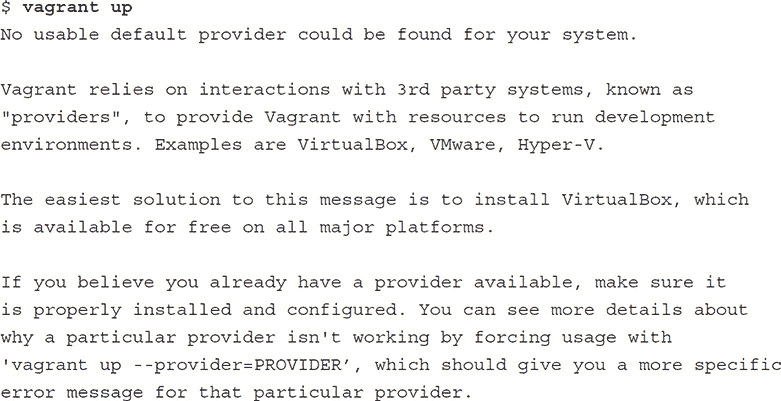 $ vagrant up
No usable default provider could be found for your system.
Vagrant relies on interactions with 3rd party systems, known as
"providers", to provide Vagrant with resources to run development
environments. Examples are VirtualBox, VMware, Hyper-V.
The easiest solution to this message is to install VirtualBox, which
is available for free on all major platforms.
If you believe you already have a provider available, make sure it
is properly installed and configured. You can see more details about
why a particular provider isn't working by forcing usage with
'vagrant up --provider=PROVIDER’, which should give you a more specific
error message for that particular provider.